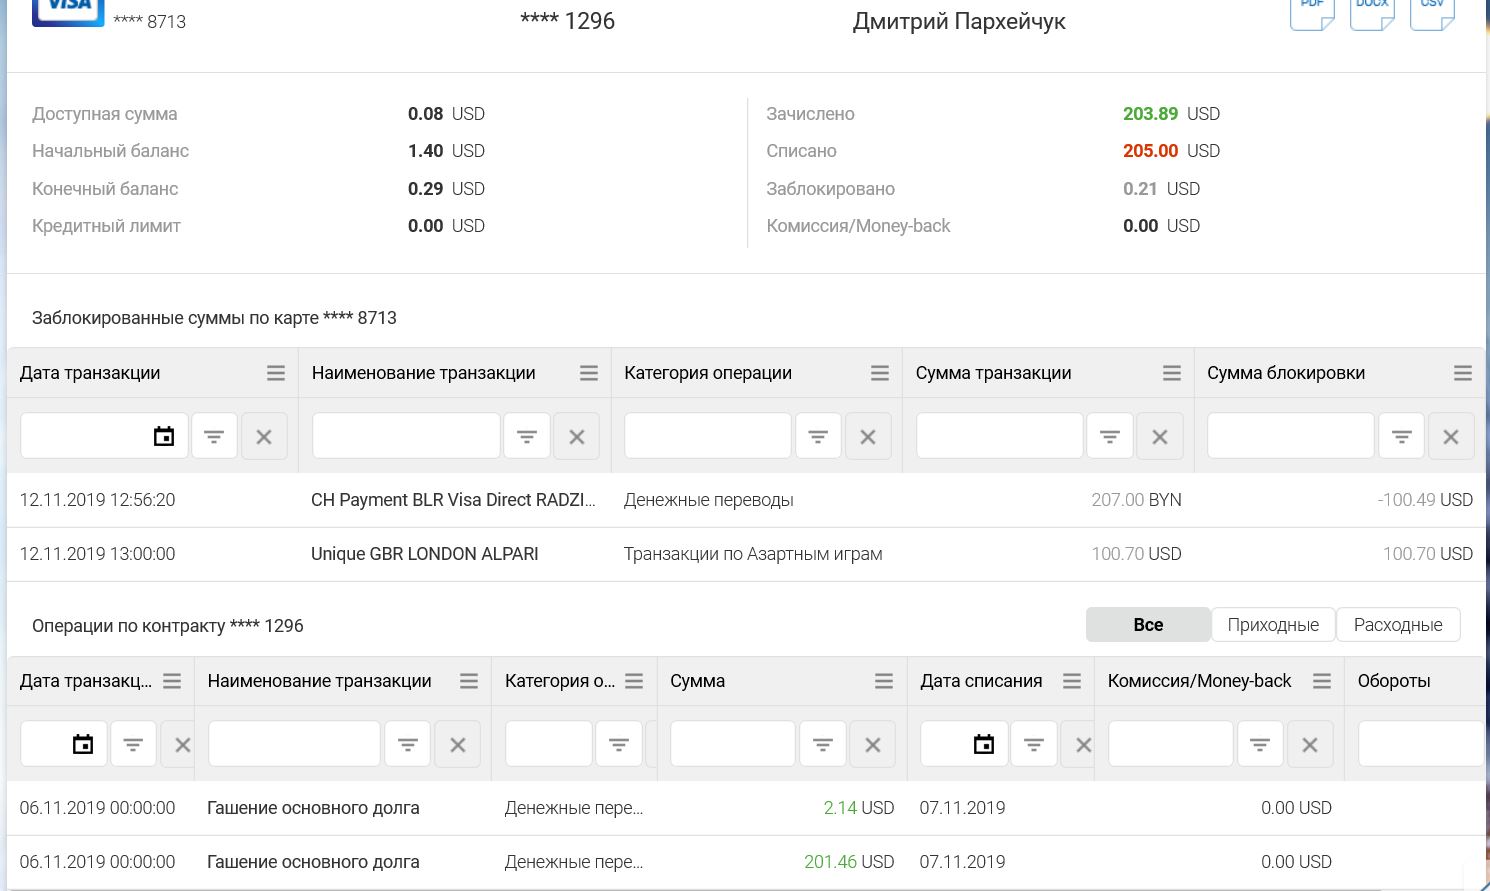 VISA
**** 8713 **** 1296 Дмитрий Пархейчук PDF DOCX CSV
Доступная сумма 0.08 USD Зачислено 203.89 USD
Начальный баланс 1.40 USD Списано 205.00 USD
Конечный баланс 0.29 USD Заблокировано 0.21 USD
Кредитный лимит 0.00 USD Комиссия/Money-back 0.00 USD
Заблокированные суммы по карте **** 8713
Дата транзакции Наименование транзакции Категория операции Сумма транзакции Сумма блокировки
12.11.2019 12:56:20 CH Payment BLR Visa Direct RADZI... Денежные переводы 207.00 BYN -100.49 USD
12.11.2019 13:00:00 Unique GBR LONDON ALPARI Транзакции по Азартным играм 100.70 USD 100.70 USD
Операции по контракту **** 1296 Все Приходные Расходные
Дата транзакц... Наименование транзакции Категория о... Сумма Дата списания Комиссия/Money-back Обороты
06.11.2019 00:00:00 Гашение основного долга Денежные пере... 2.14 USD 07.11.2019 0.00 USD
06.11.2019 00:00:00 Гашение основного долга Денежные пере... 201.46 USD 07.11.2019 0.00 USD